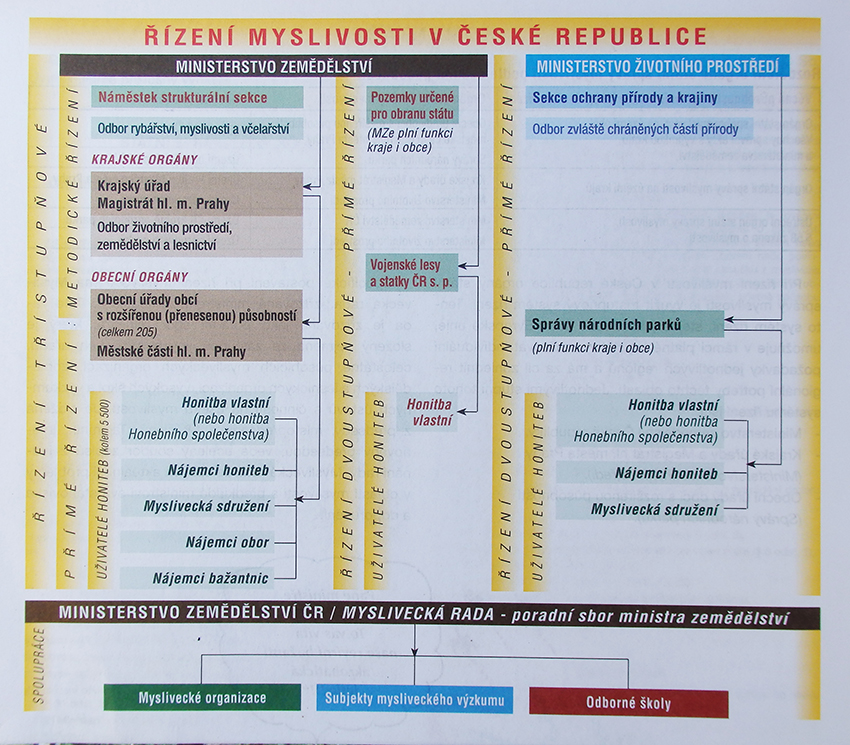 ŘÍZENÍ MYSLIVOSTI V ČESKÉ REPUBLICE
MINISTERSTVO ZEMĚDĚLSTVÍ
ŘÍZENÍ TŘÍSTUPŇOVÉ
PŘÍMÉ ŘÍZENÍ : METODICKÉ ŘÍZENÍ
Náměstek strukturální sekce
Odbor rybářství, myslivosti a včelařství
KRAJSKÉ ORGÁNY
Krajský úřad
Magistrát hl. m. Prahy
Odbor životního prostředí,
zemědělství a lesnictví
OBECNÍ ORGÁNY
Obecní úřady obcí
s rozšířenou (přenesenou) působností
(celkem 205)
Městské části hl. m. Prahy
UŽIVATELÉ HONITEB (kolem 5 500)
Honitba vlastní
(nebo honitba
Honebního společenstva)
Nájemci honiteb
Myslivecká sdružení
Nájemci obor
Nájemci bažantnic
ŘÍZENÍ DVOUSTUPŇOVÉ - PŘÍMÉ ŘÍZENÍ
Pozemky určené
pro obranu státu
(MZe plní funkci
kraje i obce)
Vojenské lesy
a statky ČR s. p.
UŽIVATELÉ HONITEB
Honitba
vlastní
MINISTERSTVO ŽIVOTNÍHO PROSTŘEDÍ
ŘÍZENÍ DVOUSTUPŇOVÉ - PŘÍMÉ ŘÍZENÍ
Sekce ochrany přírody a krajiny
Odbor zvláště chráněných částí přírody
Správy národních parků
(plní funkci kraje i obce)
UŽIVATELÉ HONITEB
Honitba vlastní
(nebo honitba
Honebního společenstva)
Nájemci honiteb
Myslivecká sdružení
MINISTERSTVO ZEMĚDĚLSTVÍ ČR / MYSLIVECKÁ RADA - poradní sbor ministra zemědělství
SPOLUPRÁCE
Myslivecké organizace
Subjekty mysliveckého výzkumu
Odborné školy